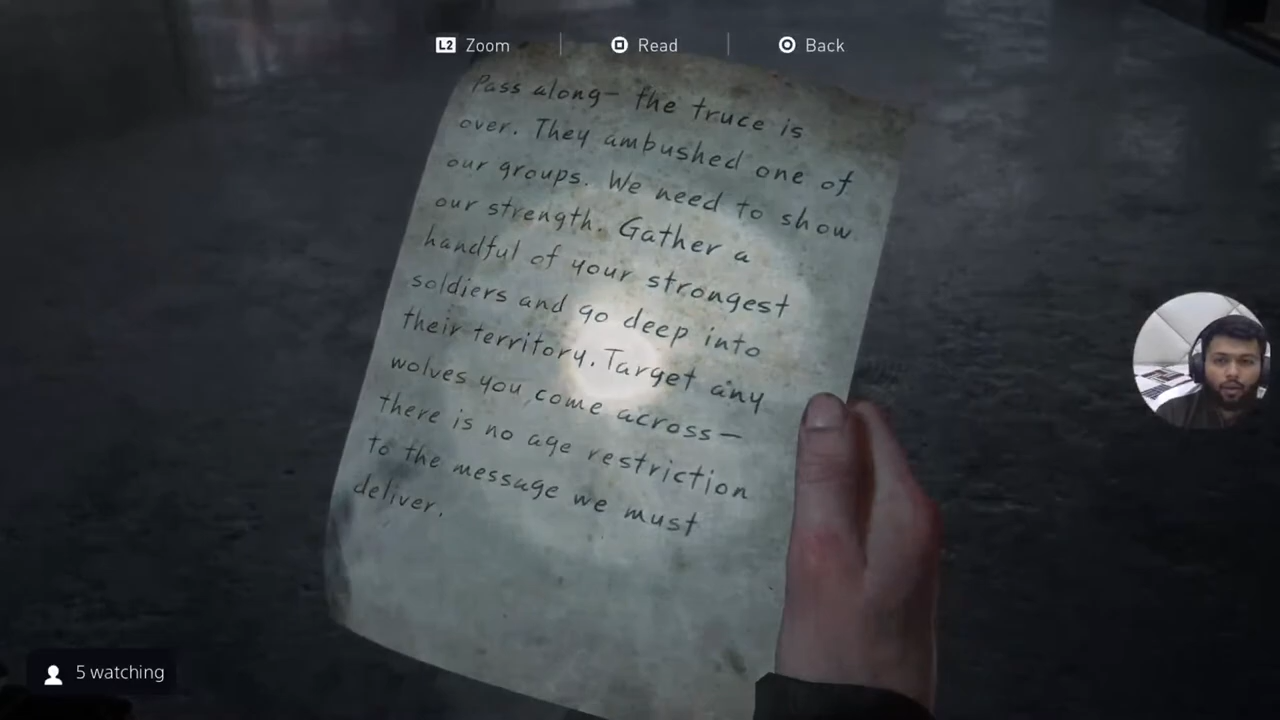 L2 Zoom
Read
Back
Pass along— the truce is
over. They ambushed one of
our groups. We need to show
our strength. Gather a
handful of your strongest
soldiers and go deep into
their territory. Target any
wolves you come across—
there is no age restriction
to the message we must
deliver.
5 watching